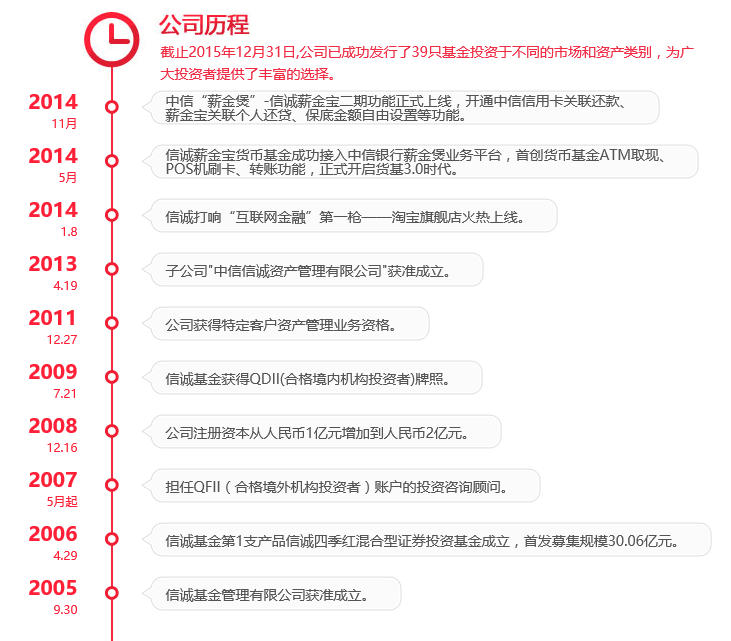 公司历程
截止2015年12月31日,公司已成功发行了39只基金投资于不同的市场和资产类别，为广
大投资者提供了丰富的选择。
2014
11月
中信“薪金煲”-信诚薪金宝二期功能正式上线，开通中信信用卡关联还款、
薪金宝关联个人还贷、保底金额自由设置等功能。
2014
5月
信诚薪金宝货币基金成功接入中信银行薪金煲业务平台，首创货币基金ATM取现、
POS机刷卡、转账功能，正式开启货基3.0时代。
2014
1.8
信诚打响“互联网金融”第一枪——淘宝旗舰店火热上线。
2013
4.19
子公司"中信信诚资产管理有限公司"获准成立。
2011
12.27
公司获得特定客户资产管理业务资格。
2009
7.21
信诚基金获得QDII(合格境内机构投资者)牌照。
2008
12.16
公司注册资本从人民币1亿元增加到人民币2亿元。
2007
5月起
担任QFII（合格境外机构投资者）账户的投资咨询顾问。
2006
4.29
信诚基金第1支产品信诚四季红混合型证券投资基金成立，首发募集规模30.06亿元。
2005
9.30
信诚基金管理有限公司获准成立。